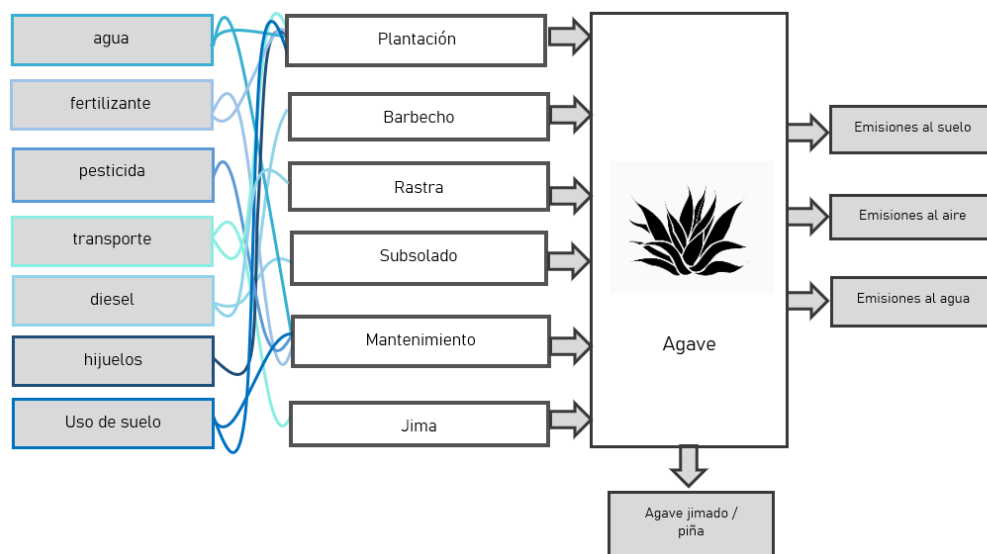 agua
fertilizante
pesticida
transporte
diesel
hijuelos
Uso de suelo
Plantación
Barbecho
Rastra
Subsolado
Mantenimiento
Jima
Agave
Emisiones al suelo
Emisiones al aire
Emisiones al agua
Agave jimado /
piña